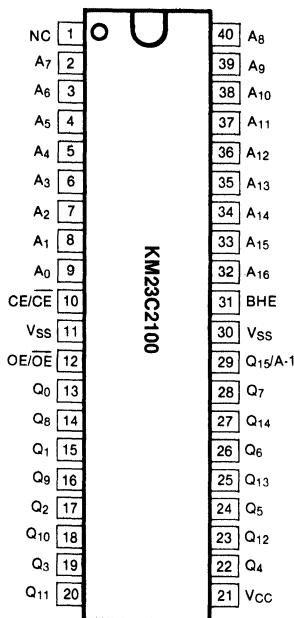 NC 1 40 A8
A7 2 39 A9
A6 3 38 A10
A5 4 37 A11
A4 5 36 A12
A3 6 35 A13
A2 7 34 A14
A1 8 33 A15
A0 9 32 A16
CE/C̅E̅ 10 31 BHE
VSS 11 30 VSS
OE/O̅E̅ 12 29 Q15/A-1
Q0 13 28 Q7
Q8 14 27 Q14
Q1 15 26 Q6
Q9 16 25 Q13
Q2 17 24 Q5
Q10 18 23 Q12
Q3 19 22 Q4
Q11 20 21 VCC
KM23C2100